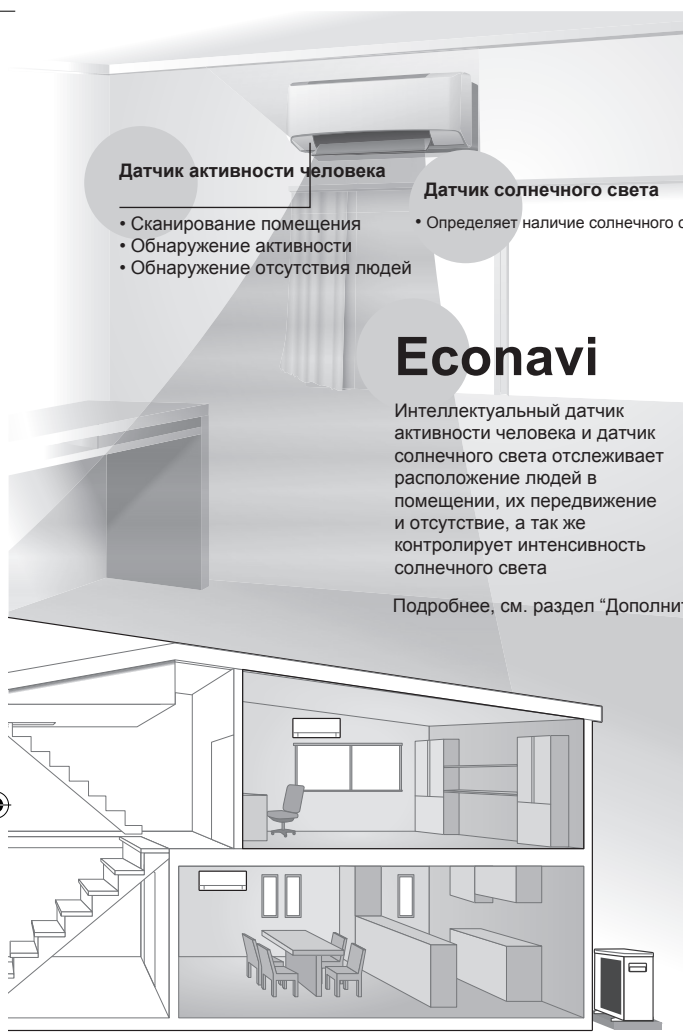 Датчик активности человека
• Сканирование помещения
• Обнаружение активности
• Обнаружение отсутствия людей
Датчик солнечного света
• Определяет наличие солнечного
Econavi
Интеллектуальный датчик
активности человека и датчик
солнечного света отслеживает
расположение людей в
помещении, их передвижение
и отсутствие, а так же
контролирует интенсивность
солнечного света
Подробнее, см. раздел “